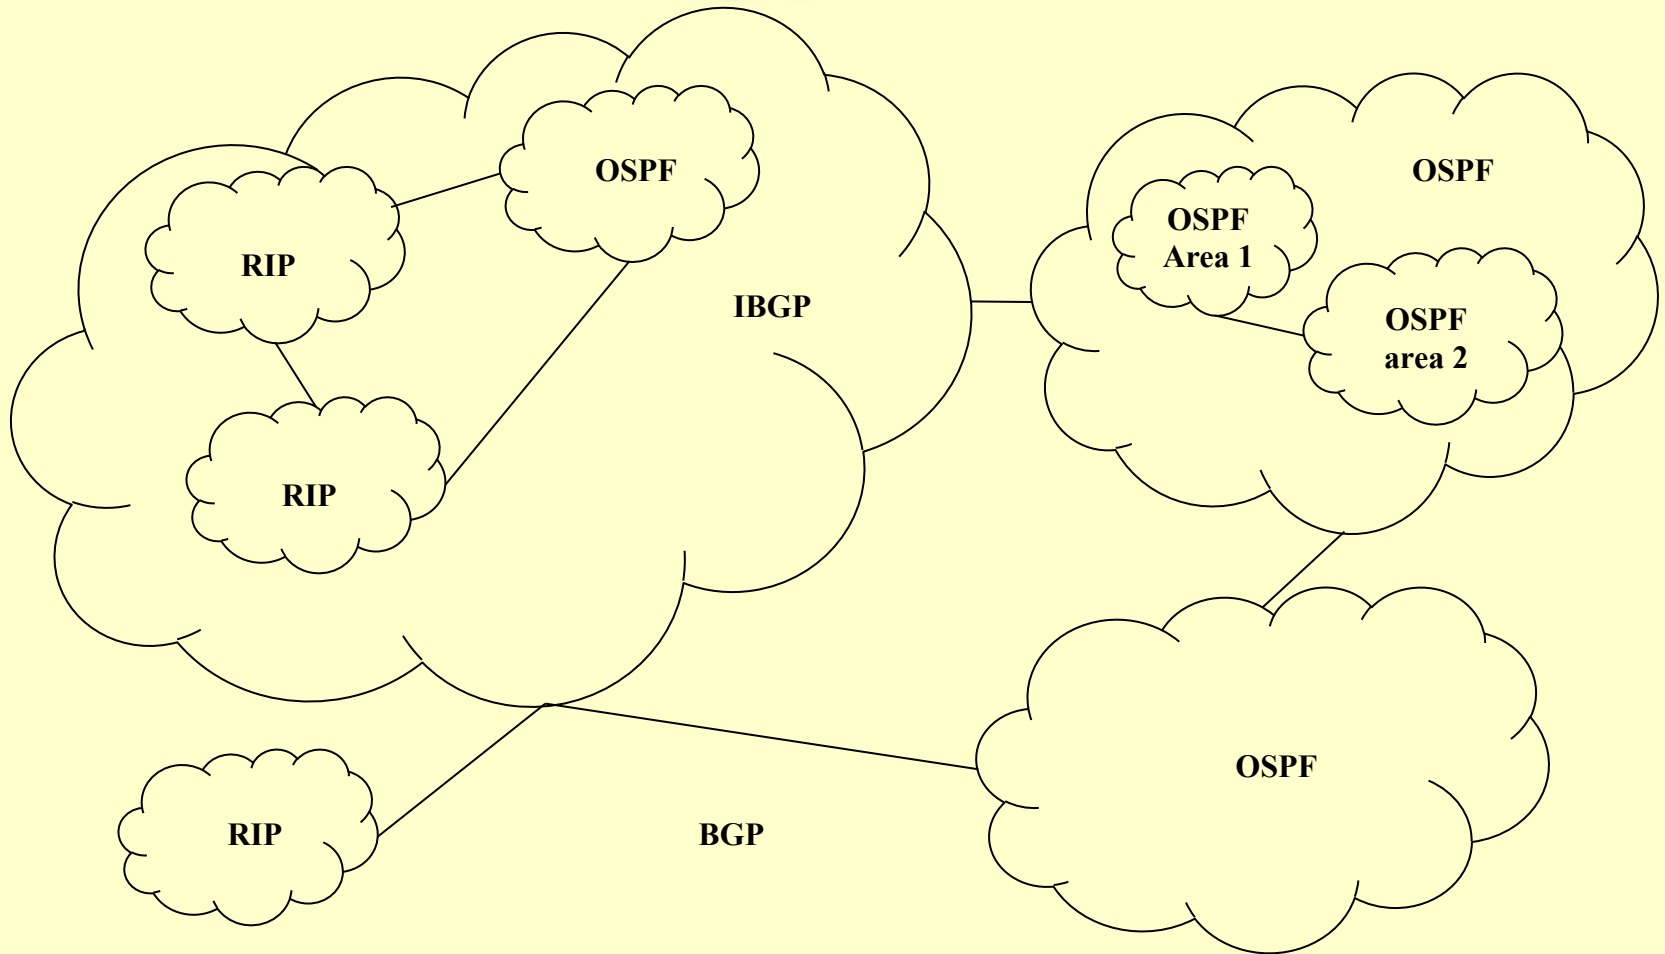 OSPF
OSPF
OSPF
Area 1
RIP
IBGP
OSPF
area 2
RIP
OSPF
RIP
BGP